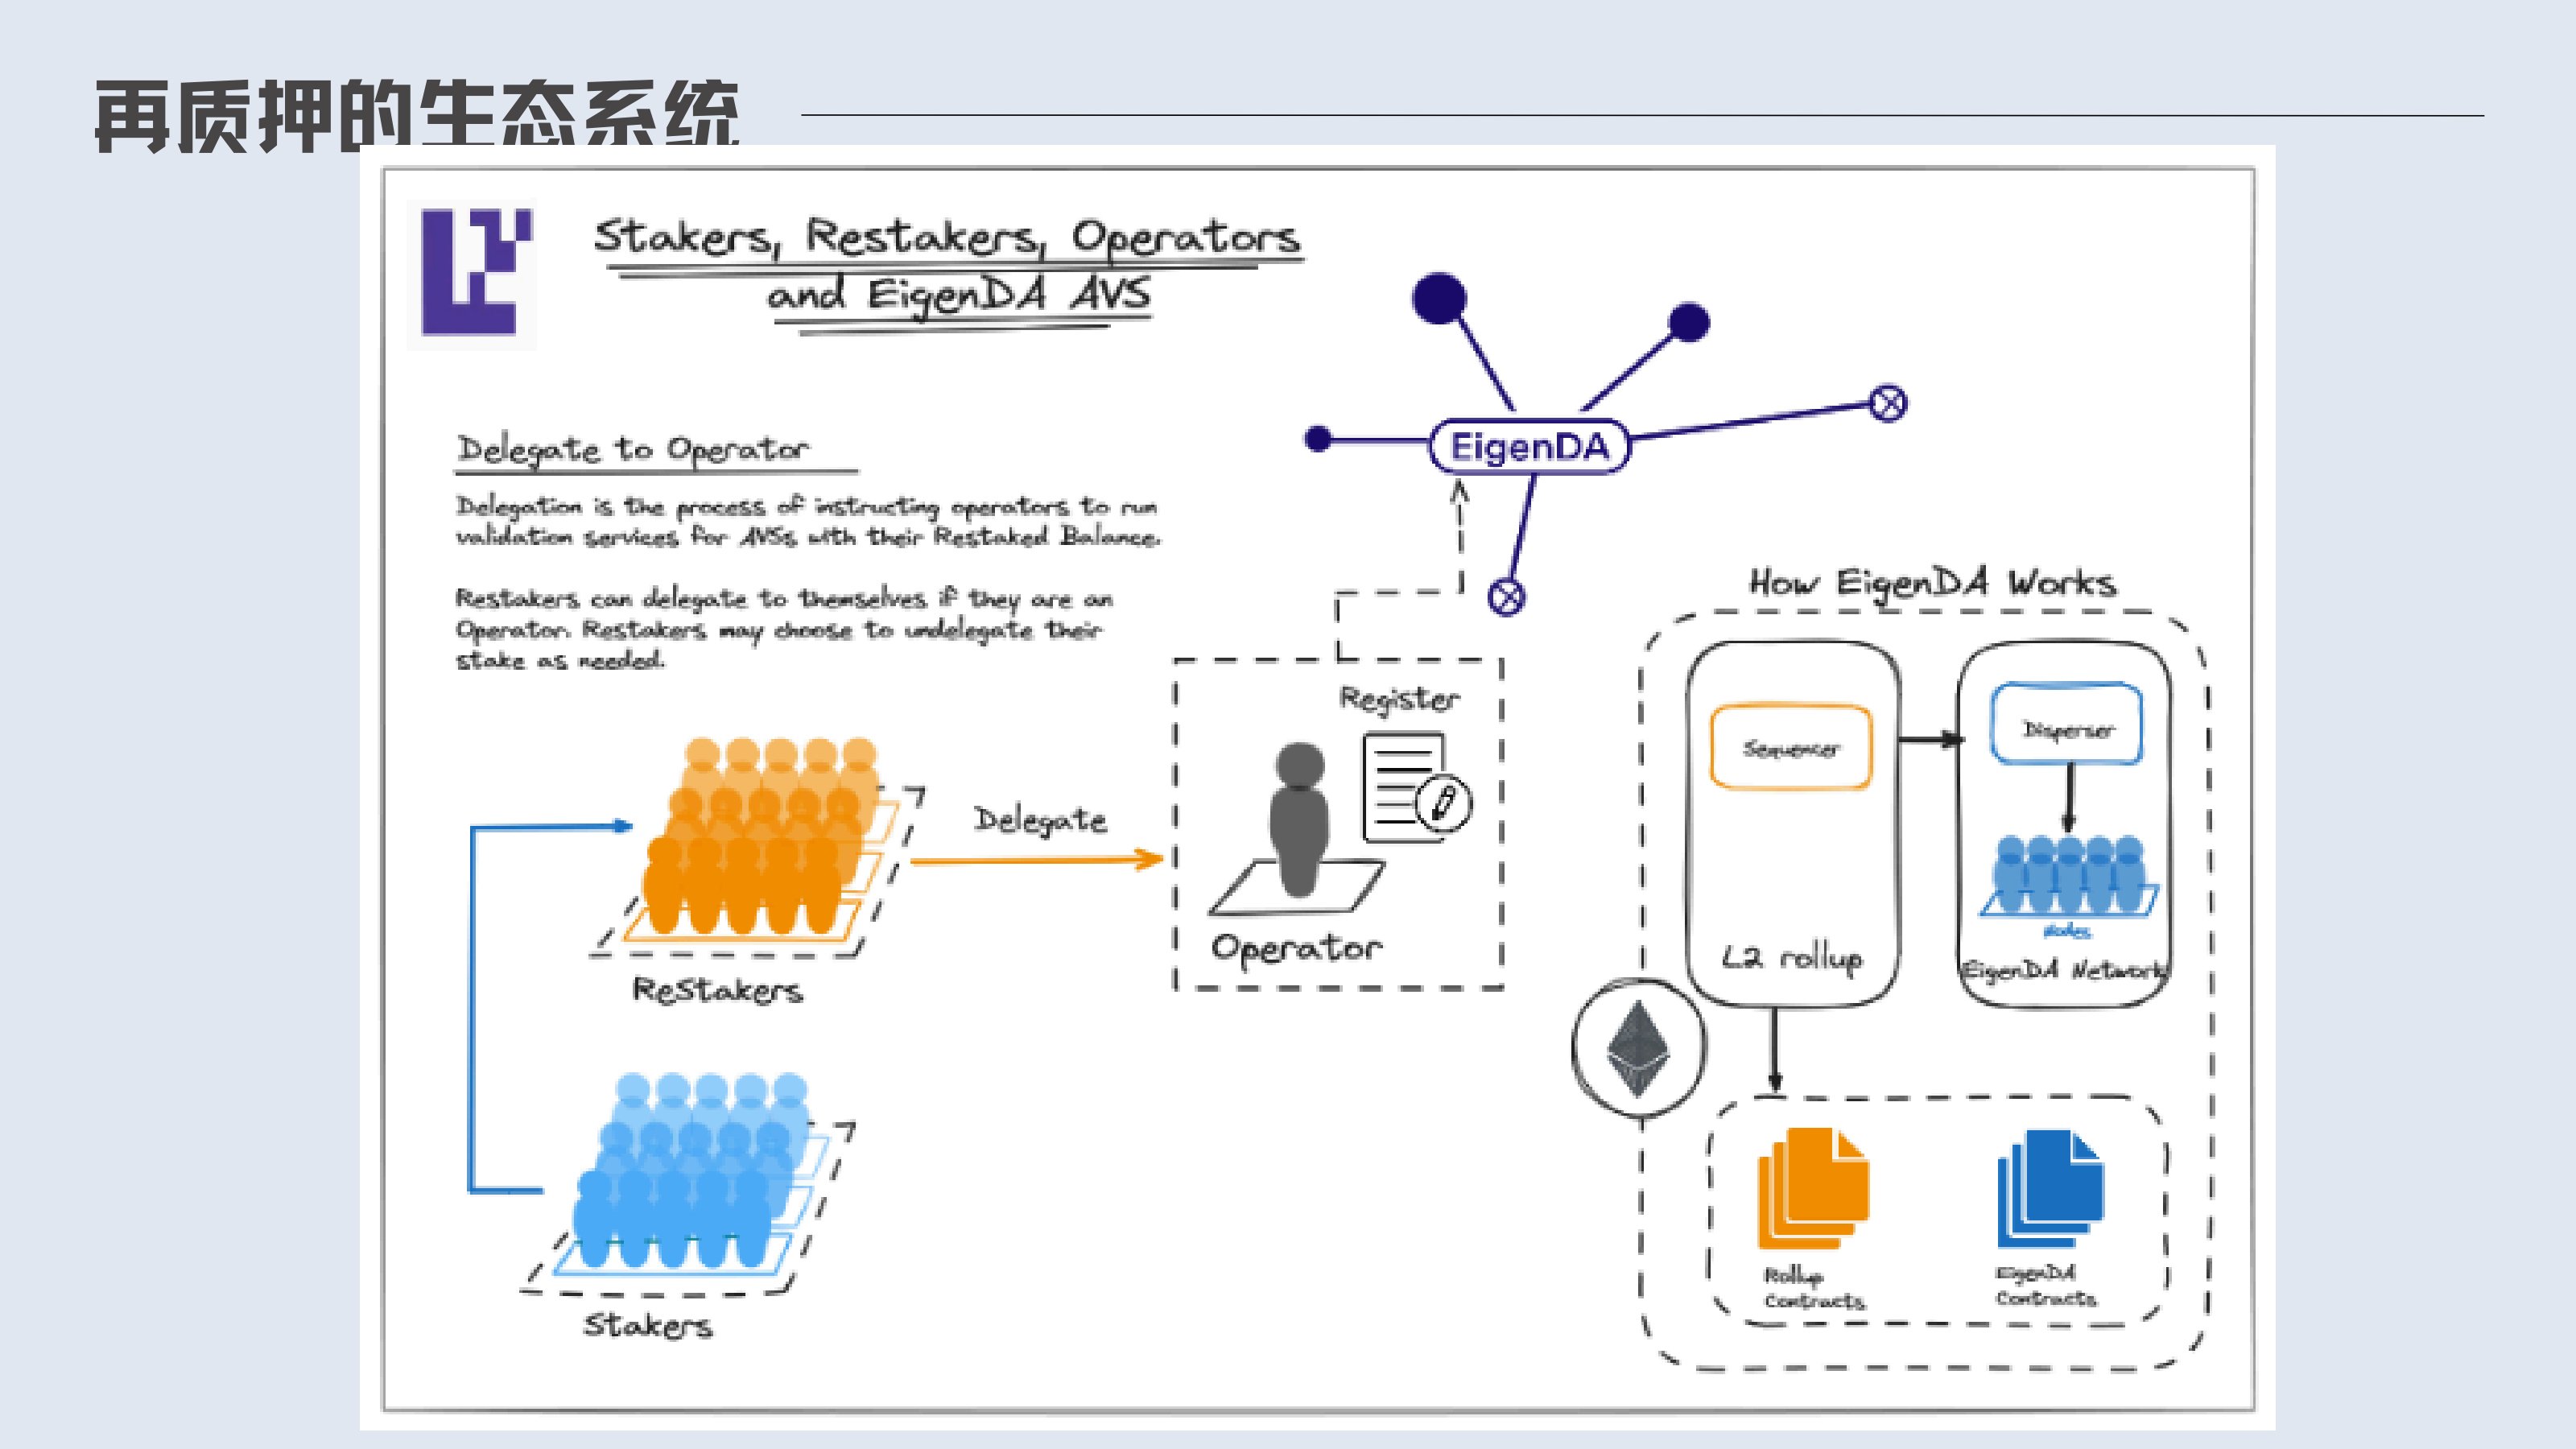 再质押的生态系统
Stakers, Restakers, Operators
and EigenDA AVS
EigenDA
Delegate to Operator
Delegation is the process of instructing operators to run
validation services for AVSs with their Restaked Balance.
Restakers can delegate to themselves if they are an
Operator. Restakers may choose to undelegate their
stake as needed.
How EigenDA Works
Register
Sequencer
Disperser
Delegate
Nodes
Operator
L2 rollup
EigenDA Network
ReStakers
Rollup
Contracts
EigenDA
Contracts
Stakers